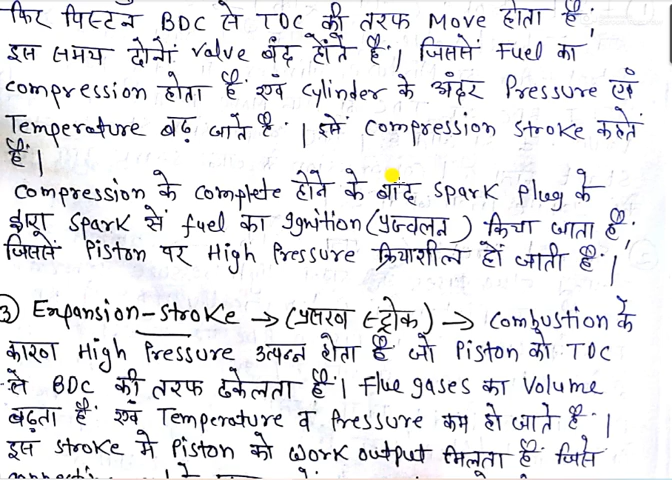 फिर पिस्टन BDC से TDC की तरफ Move होता है,
इस समय दोनों valve बंद होते है। जिससे Fuel का
compression होता है एवं cylinder के अंदर Pressure एवं
Temperature बढ़ जाते है। इसे compression stroke कहते
है।
compression के complete होने के बाद spark plug के
द्वारा spark से fuel का Ignition (प्रज्वलन) किया जाता है,
जिससे Piston पर High Pressure क्रियाशील हो जाती है।
③ Expansion-stroke → (प्रसरण स्ट्रोक) → Combustion के
कारण High Pressure उत्पन्न होता है जो Piston को TDC
से BDC की तरफ ढकेलता है। Flue gases का Volume
बढ़ता है एवं Temperature व Pressure कम हो जाते है।
इस stroke मे Piston को work output मिलता है जिसे